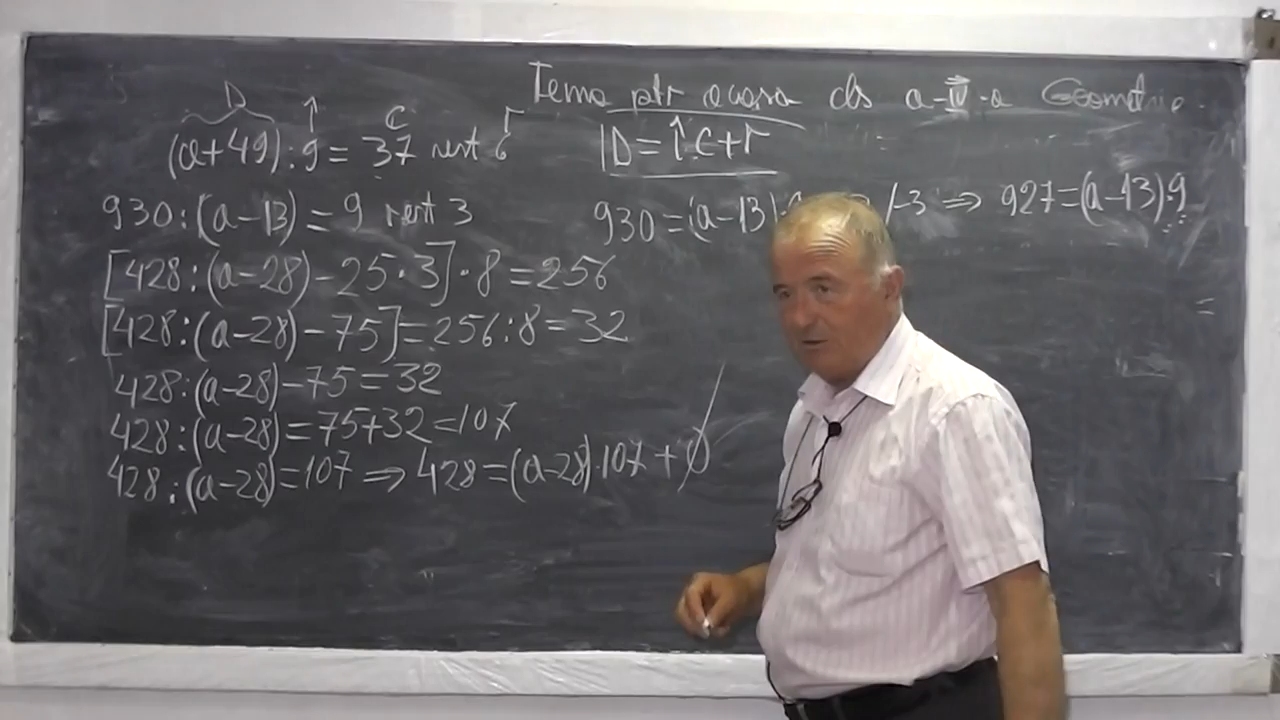 Tema ptr acasa cls a-IV-a Geometrie
D Î C r
(a+49):9=37 rest 6
D=Î·C+r
930:(a-13)=9 rest 3
930=(a-13) /-3 ⇒ 927=(a-13)·9
[428:(a-28)-25·3]·8=256
[428:(a-28)-75]=256:8=32
428:(a-28)-75=32
428:(a-28)=75+32=107
428:(a-28)=107 ⇒ 428=(a-28)·107+0